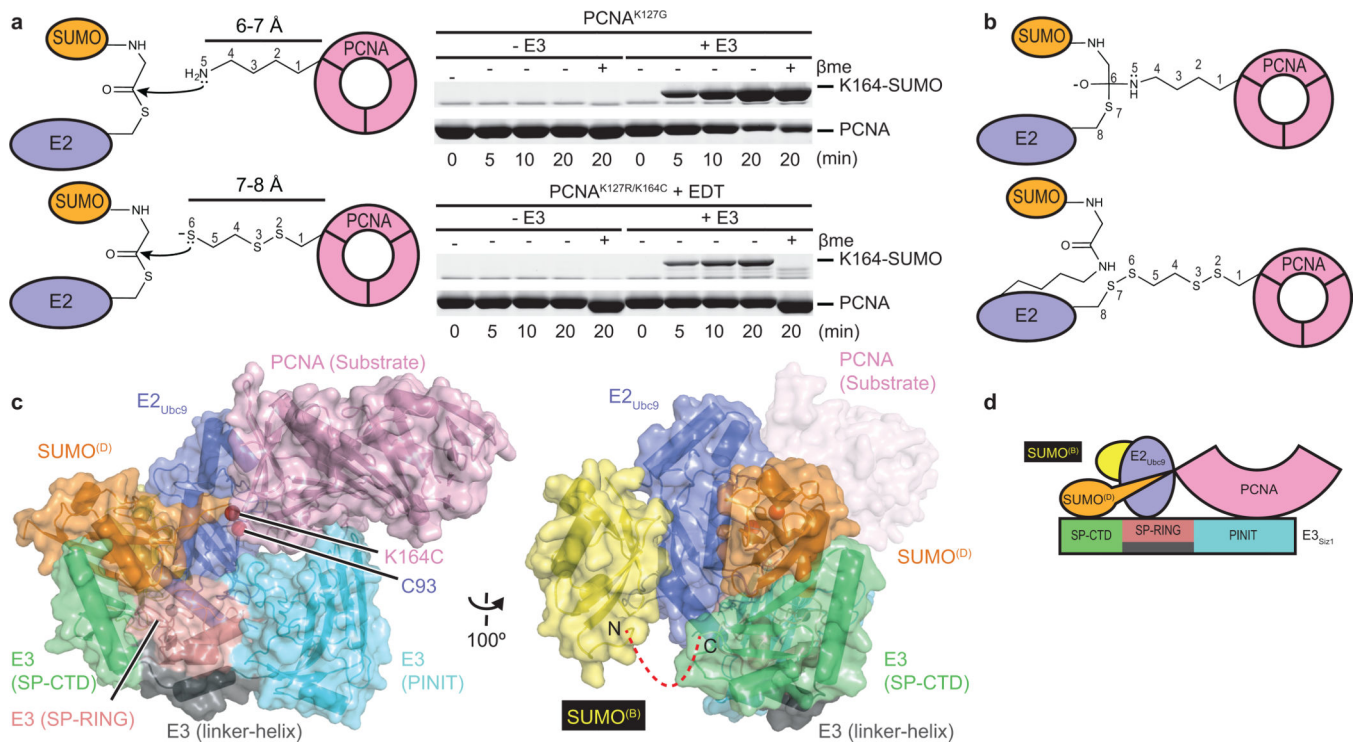 a
SUMO
NH
O
S
E2
6-7 Å
H₂N
5 4 3 2 1
PCNA
PCNA^K127G
- E3 + E3
- - - - + - - - - + βme
K164-SUMO
PCNA
0 5 10 20 20 0 5 10 20 20 (min)
SUMO
NH
O
S
E2
7-8 Å
-S S S
6 5 4 3 2 1
PCNA
PCNA^K127R/K164C + EDT
- E3 + E3
- - - - + - - - - + βme
K164-SUMO
PCNA
0 5 10 20 20 0 5 10 20 20 (min)
b
SUMO
NH
-O 6 N H 5 4 3 2 1
S 7
8
E2
PCNA
SUMO
NH
O
NH
S S S S
8 7 6 5 4 3 2 1
E2
PCNA
c
PCNA (Substrate)
E2Ubc9
SUMO(D)
K164C
C93
E3
(SP-CTD)
E3 (SP-RING)
E3
(PINIT)
E3 (linker-helix)
100º
PCNA
(Substrate)
E2Ubc9
SUMO(D)
N
C
SUMO(B)
E3
(SP-CTD)
E3 (linker-helix)
d
SUMO(B)
E2Ubc9
SUMO(D)
PCNA
SP-CTD SP-RING PINIT E3Siz1